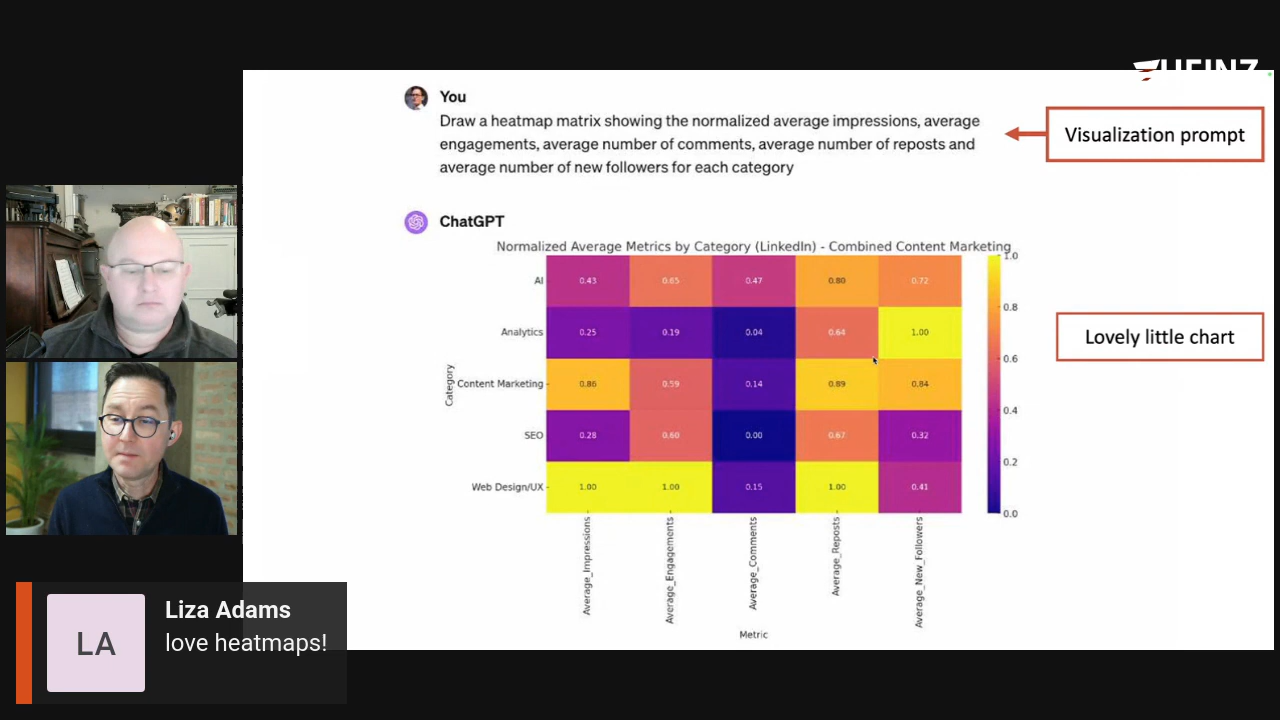 HEINZ
You
Draw a heatmap matrix showing the normalized average impressions, average
engagements, average number of comments, average number of reposts and
average number of new followers for each category
Visualization prompt
ChatGPT
Normalized Average Metrics by Category (LinkedIn) - Combined Content Marketing
AI 0.43 0.65 0.47 0.80 0.72
Analytics 0.25 0.19 0.04 0.64 1.00
Content Marketing 0.86 0.59 0.14 0.89 0.84
SEO 0.28 0.60 0.00 0.67 0.32
Web Design/UX 1.00 1.00 0.15 1.00 0.41
Category
1.0
0.8
0.6
0.4
0.2
0.0
Lovely little chart
Average_Impressions
Average_Engagements
Average_Comments
Average_Reposts
Average_New_Followers
Metric
LA
Liza Adams
love heatmaps!